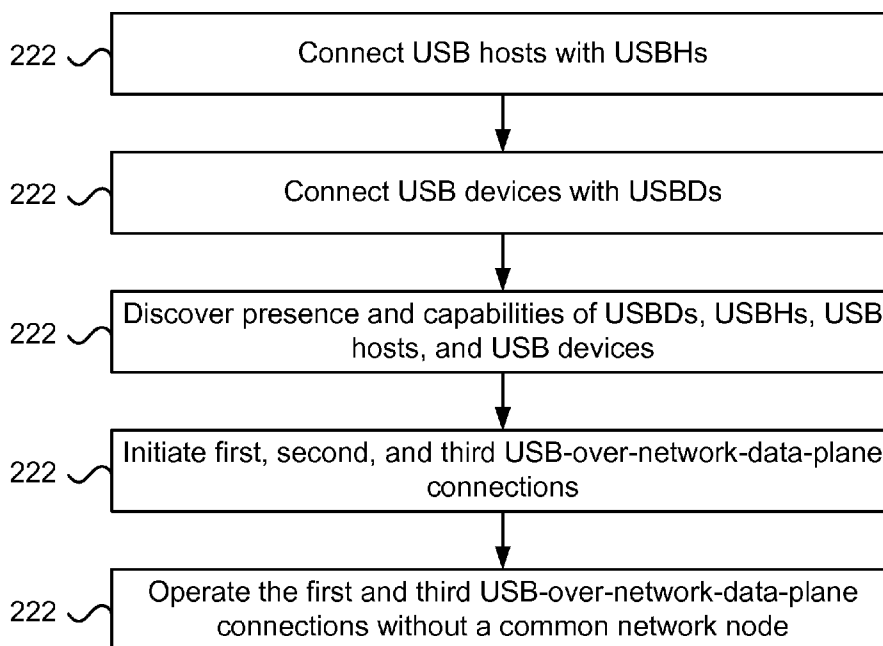 222
Connect USB hosts with USBHs
222
Connect USB devices with USBDs
222
Discover presence and capabilities of USBDs, USBHs, USB
hosts, and USB devices
222
Initiate first, second, and third USB-over-network-data-plane
connections
222
Operate the first and third USB-over-network-data-plane
connections without a common network node